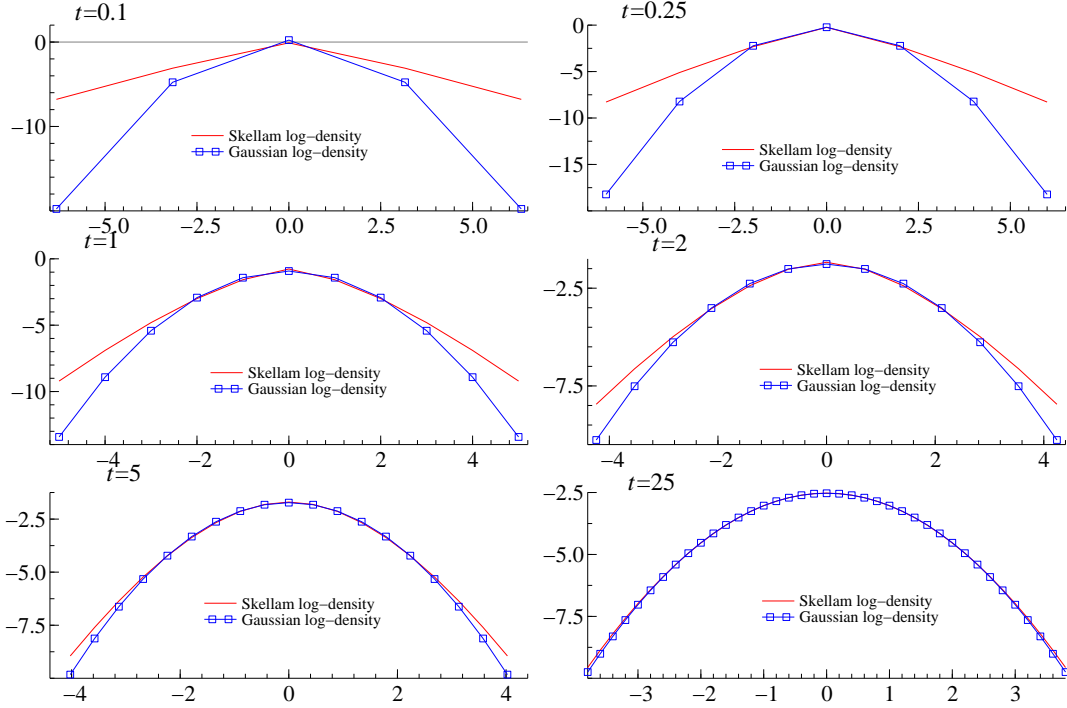 t=0.1
0
−10
Skellam log−density
Gaussian log−density
−5.0 −2.5 0.0 2.5 5.0
t=0.25
0
−5
−10
−15
Skellam log−density
Gaussian log−density
−5.0 −2.5 0.0 2.5 5.0
t=1
0
−5
−10
Skellam log−density
Gaussian log−density
−4 −2 0 2 4
t=2
−2.5
−7.5
Skellam log−density
Gaussian log−density
−4 −2 0 2 4
t=5
−2.5
−5.0
−7.5
Skellam log−density
Gaussian log−density
−4 −3 −2 −1 0 1 2 3 4
t=25
−2.5
−5.0
−7.5
Skellam log−density
Gaussian log−density
−3 −2 −1 0 1 2 3